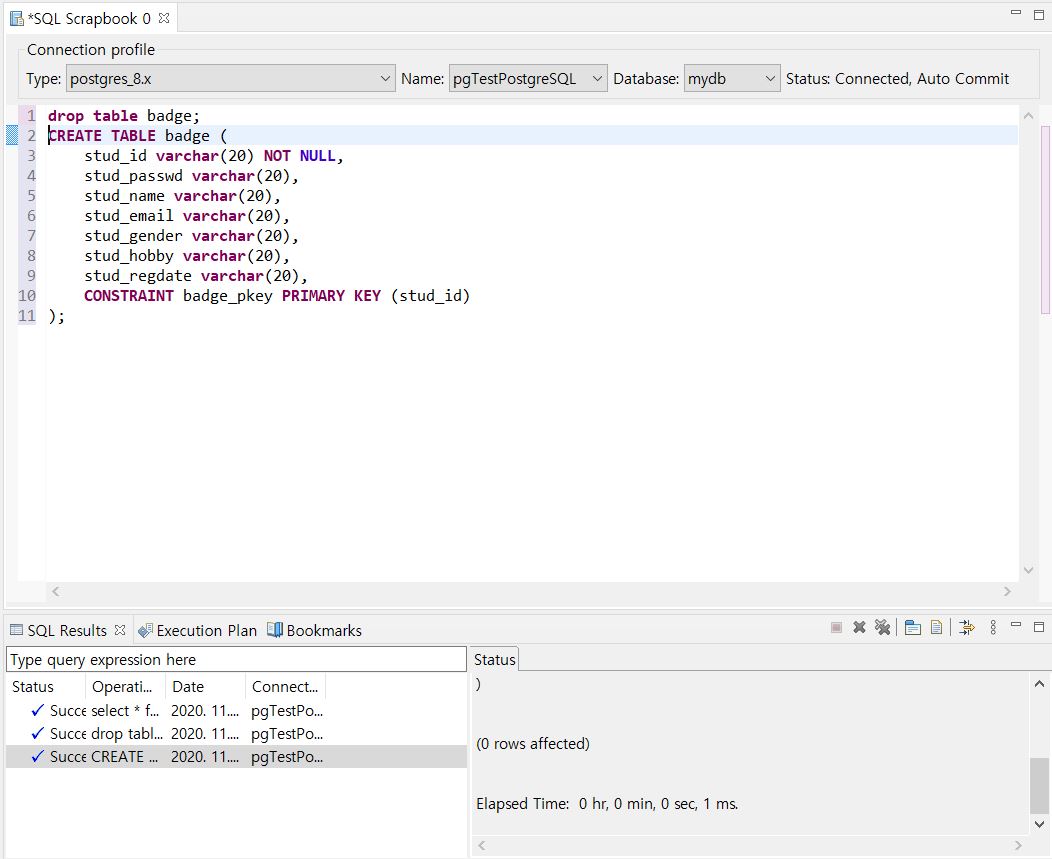 *SQL Scrapbook 0
Connection profile
Type: postgres_8.x Name: pgTestPostgreSQL Database: mydb Status: Connected, Auto Commit
1 drop table badge;
2 CREATE TABLE badge (
3 stud_id varchar(20) NOT NULL,
4 stud_passwd varchar(20),
5 stud_name varchar(20),
6 stud_email varchar(20),
7 stud_gender varchar(20),
8 stud_hobby varchar(20),
9 stud_regdate varchar(20),
10 CONSTRAINT badge_pkey PRIMARY KEY (stud_id)
11 );
SQL Results Execution Plan Bookmarks
Type query expression here
Status Operati... Date Connect...
Succe select * f... 2020. 11.... pgTestPo...
Succe drop tabl... 2020. 11.... pgTestPo...
Succe CREATE ... 2020. 11.... pgTestPo...
Status
)
(0 rows affected)
Elapsed Time: 0 hr, 0 min, 0 sec, 1 ms.